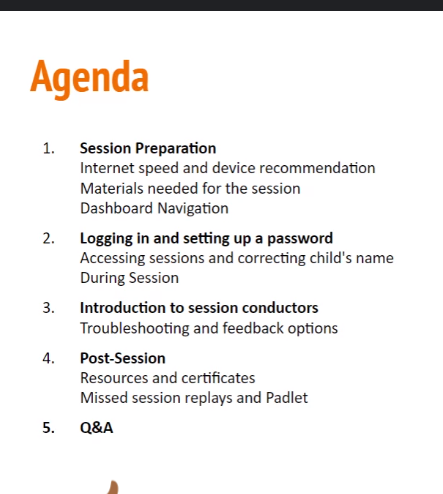 Agenda
1. Session Preparation
Internet speed and device recommendation
Materials needed for the session
Dashboard Navigation
2. Logging in and setting up a password
Accessing sessions and correcting child's name
During Session
3. Introduction to session conductors
Troubleshooting and feedback options
4. Post-Session
Resources and certificates
Missed session replays and Padlet
5. Q&A